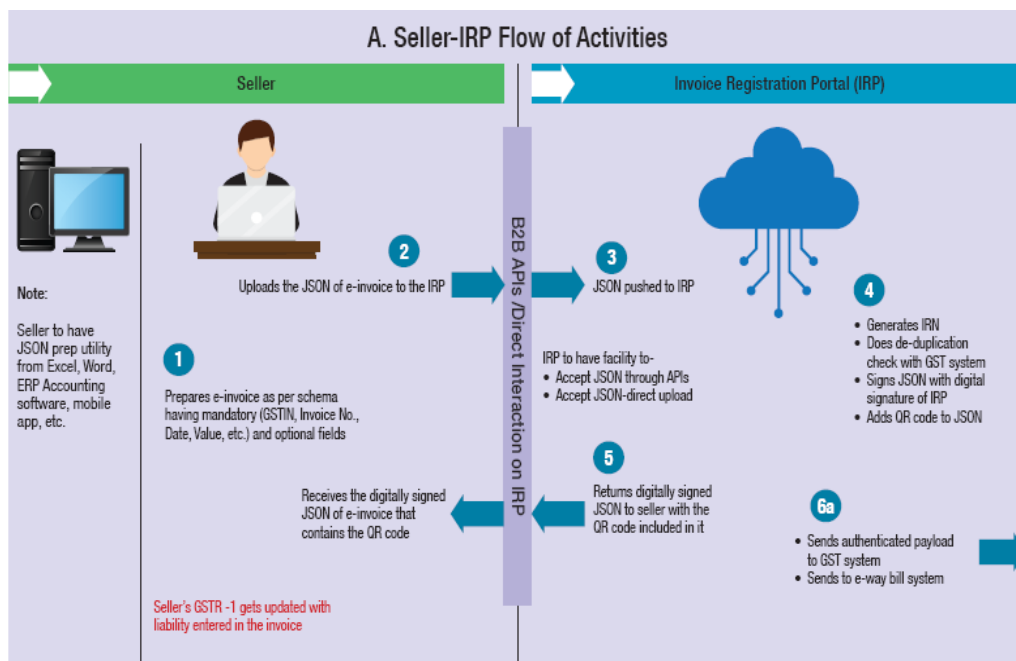 A. Seller-IRP Flow of Activities
Seller
Invoice Registration Portal (IRP)
Note:
Seller to have
JSON prep utility
from Excel, Word,
ERP Accounting
software, mobile
app, etc.
2
Uploads the JSON of e-invoice to the IRP
1
Prepares e-invoice as per schema
having mandatory (GSTIN, Invoice No.,
Date, Value, etc.) and optional fields
Receives the digitally signed
JSON of e-invoice that
contains the QR code
Seller's GSTR -1 gets updated with
liability entered in the invoice
B2B APIs /Direct Interaction on IRP
3
JSON pushed to IRP
IRP to have facility to-
• Accept JSON through APIs
• Accept JSON-direct upload
4
• Generates IRN
• Does de-duplication
check with GST system
• Signs JSON with digital
signature of IRP
• Adds QR code to JSON
5
Returns digitally signed
JSON to seller with the
QR code included in it
6a
• Sends authenticated payload
to GST system
• Sends to e-way bill system